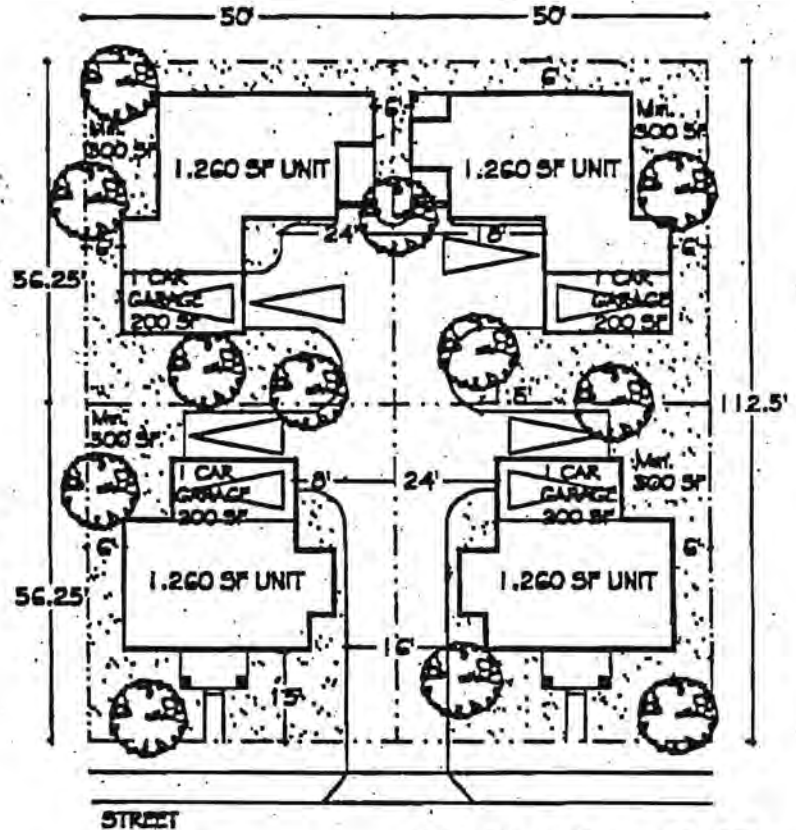 50' 50'
6' 6'
Min.
300 SF
Min.
300 SF
1.260 SF UNIT
1.260 SF UNIT
24' 8'
6' 6'
56.25'
1 CAR
GARAGE
200 SF
1 CAR
GARAGE
200 SF
8'
112.5'
Min.
300 SF
Min.
300 SF
1 CAR
GARAGE
200 SF
8' 24'
1 CAR
GARAGE
200 SF
6' 6'
56.25'
1.260 SF UNIT
1.260 SF UNIT
16'
15'
STREET